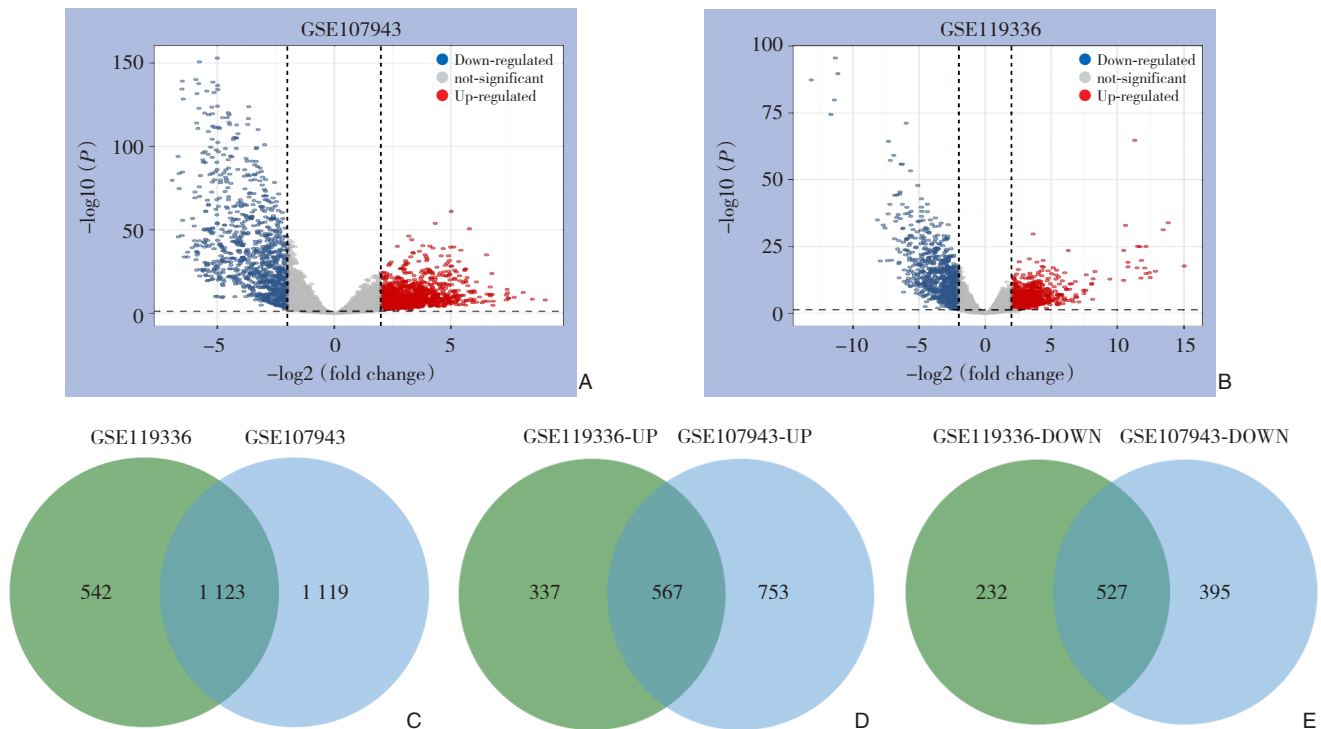 GSE107943
Down-regulated
not-significant
Up-regulated
150
100
50
0
−log10（P）
−5
0
5
−log2（fold change）
A
GSE119336
Down-regulated
not-significant
Up-regulated
100
75
50
25
0
−log10（P）
−10
−5
0
5
10
15
−log2（fold change）
B
GSE119336
GSE107943
542
1 123
1 119
C
GSE119336-UP
GSE107943-UP
337
567
753
D
GSE119336-DOWN
GSE107943-DOWN
232
527
395
E